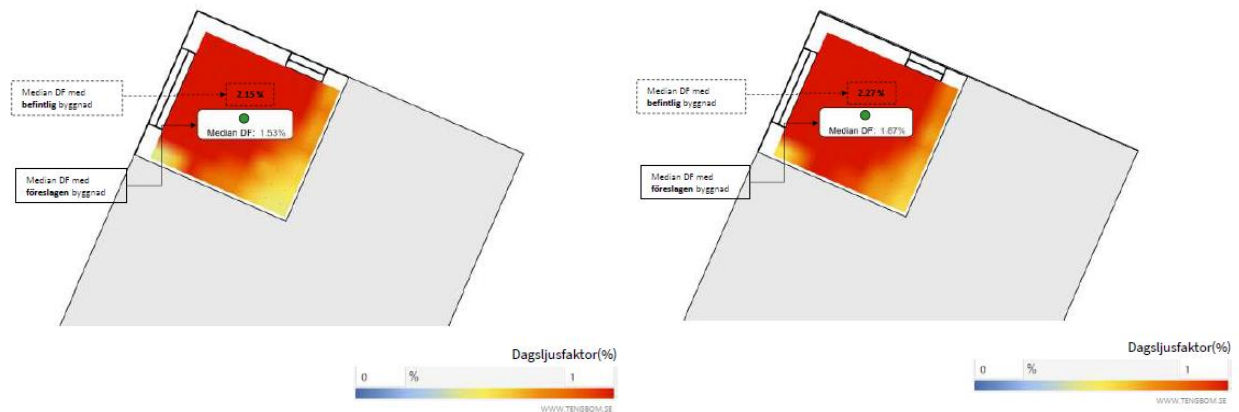 Median DF med
befintlig byggnad
2.15 %
Median DF: 1.53%
Median DF med
föreslagen byggnad
Dagsljusfaktor(%)
0 % 1
WWW.TENGBOM.SE
Median DF med
befintlig byggnad
2.27 %
Median DF: 1.67%
Median DF med
föreslagen byggnad
Dagsljusfaktor(%)
0 % 1
WWW.TENGBOM.SE